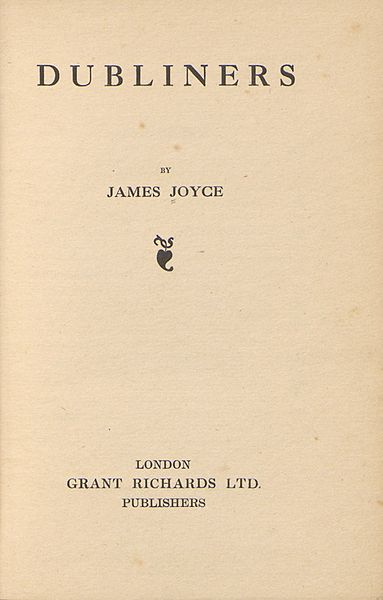 DUBLINERS
BY
JAMES JOYCE
LONDON
GRANT RICHARDS LTD.
PUBLISHERS